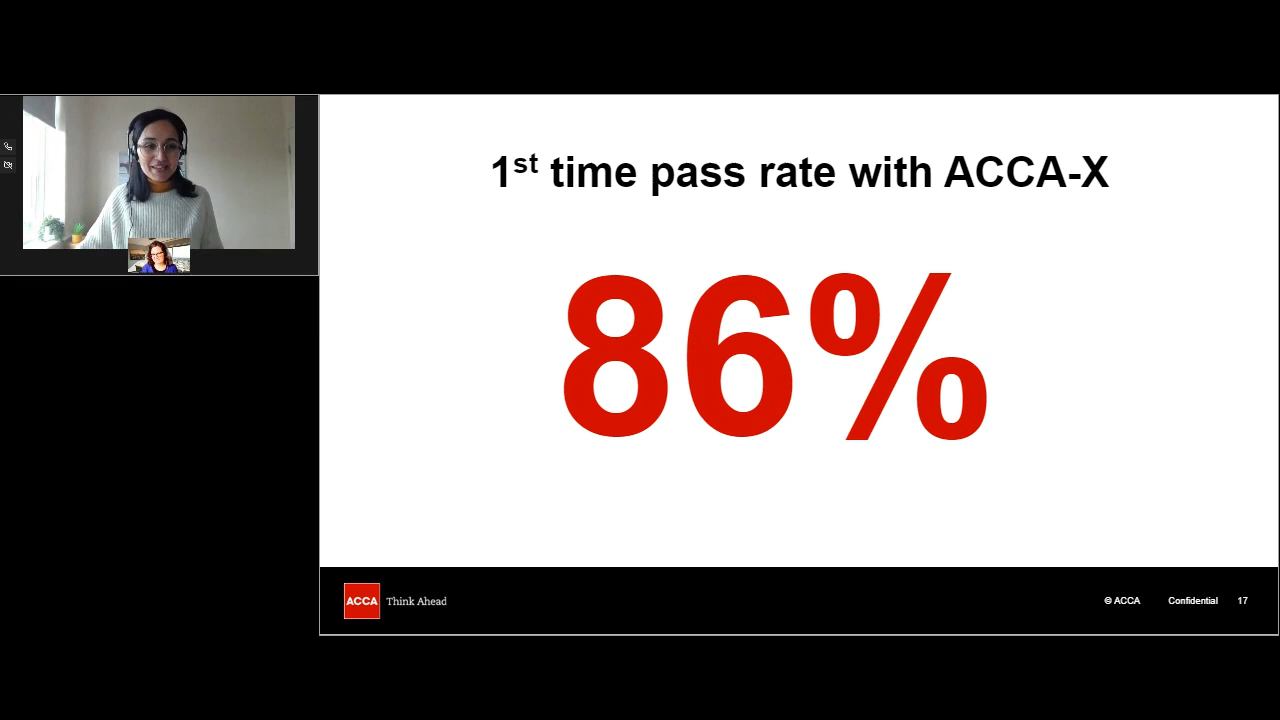 1st time pass rate with ACCA-X
86%
ACCA Think Ahead
© ACCA Confidential 17